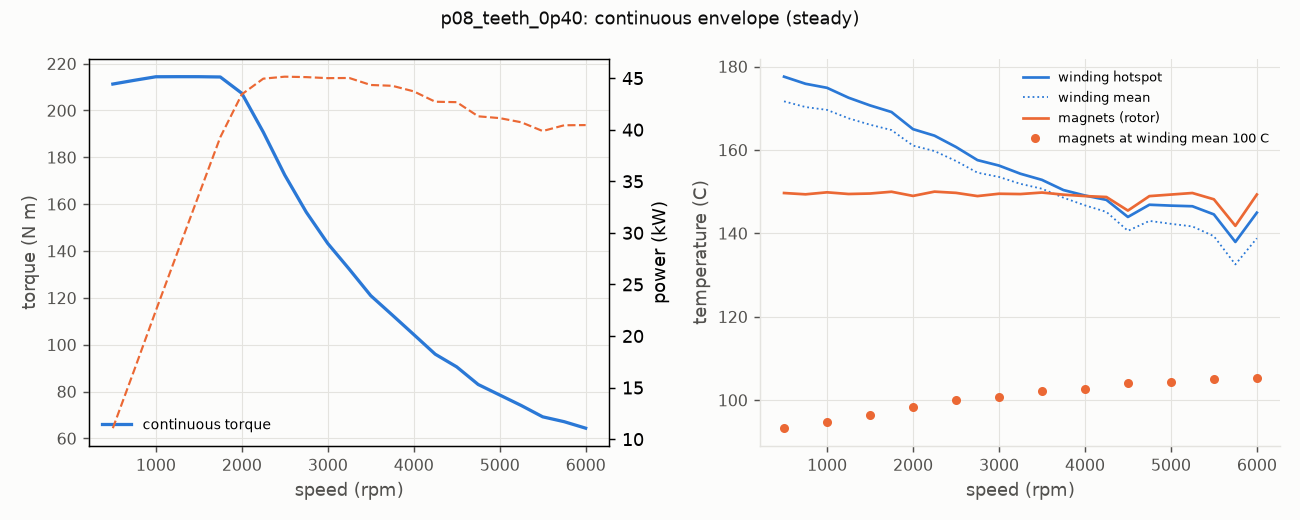 p08_teeth_0p40: continuous envelope (steady)
220
200
180
160
140
120
100
80
60
torque (N m)
continuous torque
45
40
35
30
25
20
15
10
power (kW)
1000 2000 3000 4000 5000 6000
speed (rpm)
180
160
140
120
100
temperature (C)
winding hotspot
winding mean
magnets (rotor)
magnets at winding mean 100 C
1000 2000 3000 4000 5000 6000
speed (rpm)